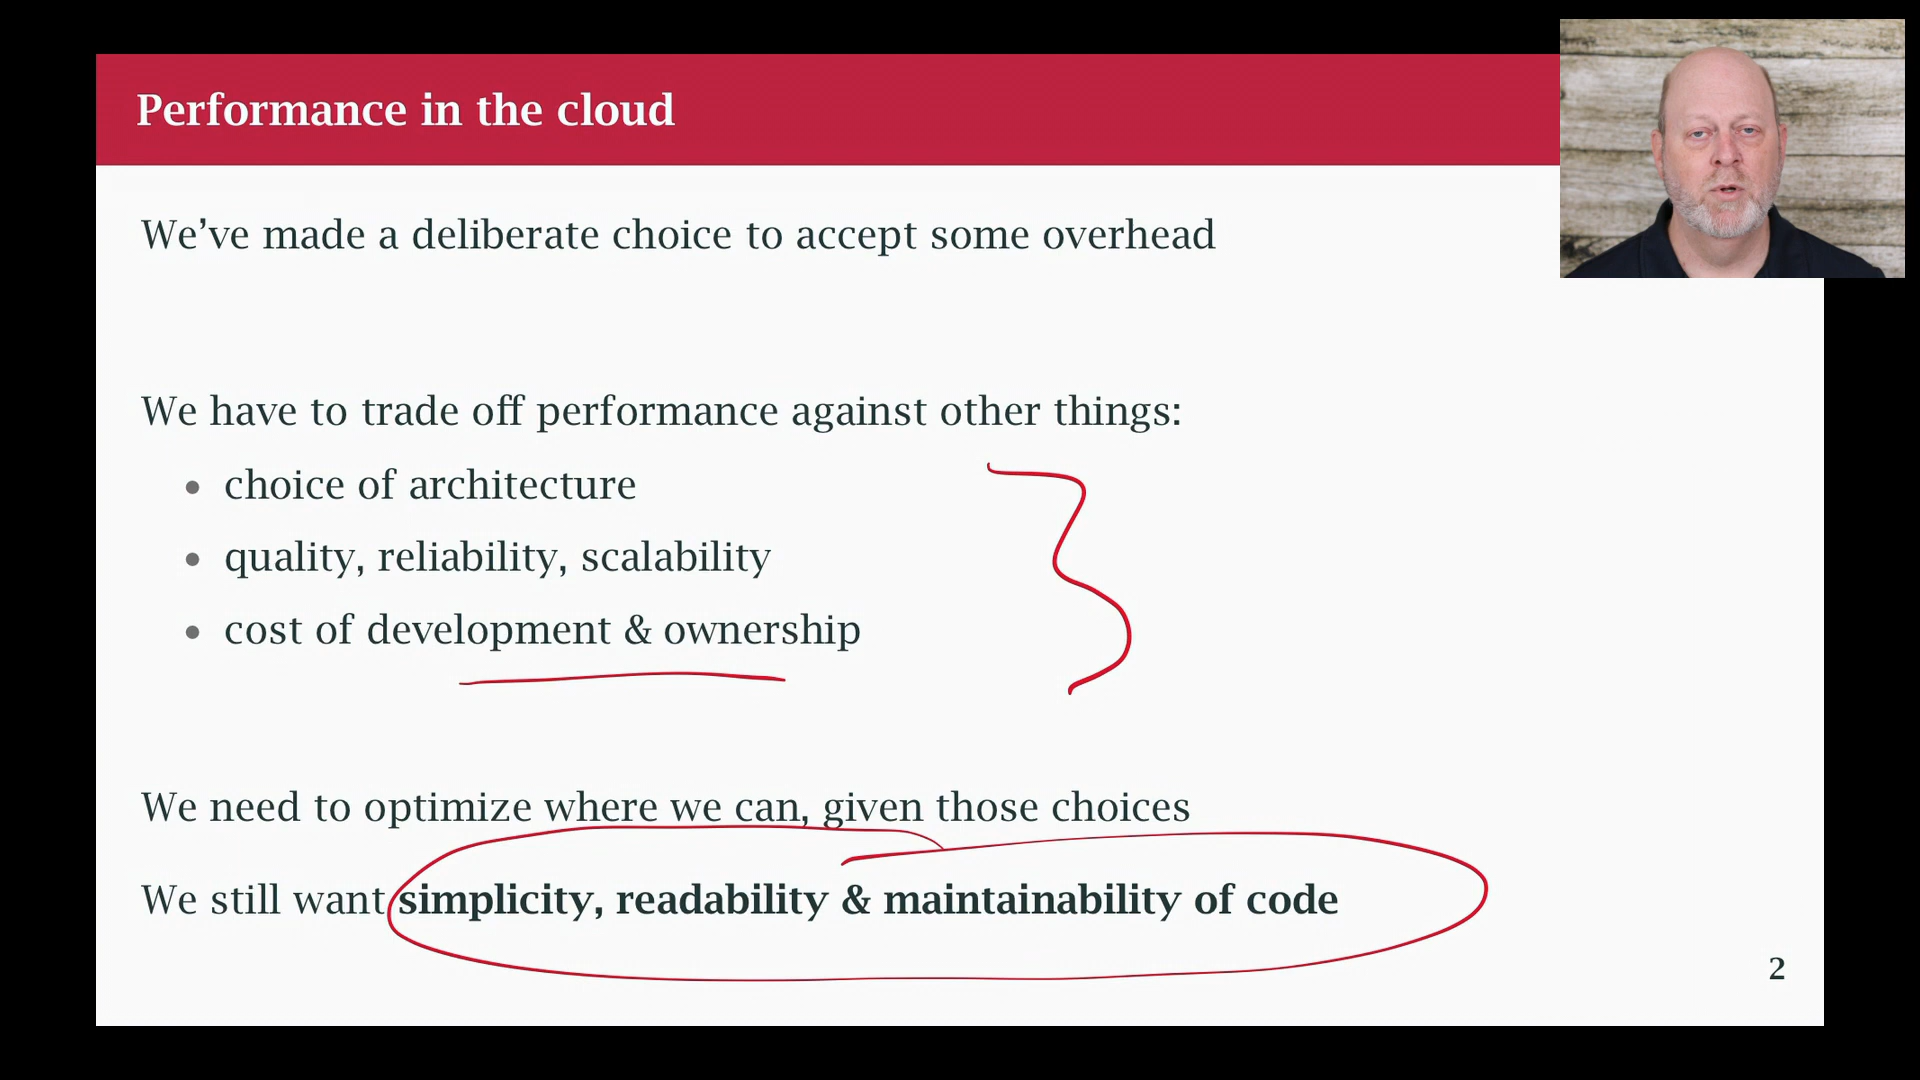 Performance in the cloud
We’ve made a deliberate choice to accept some overhead
We have to trade off performance against other things:
• choice of architecture
• quality, reliability, scalability
• cost of development & ownership
We need to optimize where we can, given those choices
We still want simplicity, readability & maintainability of code
2